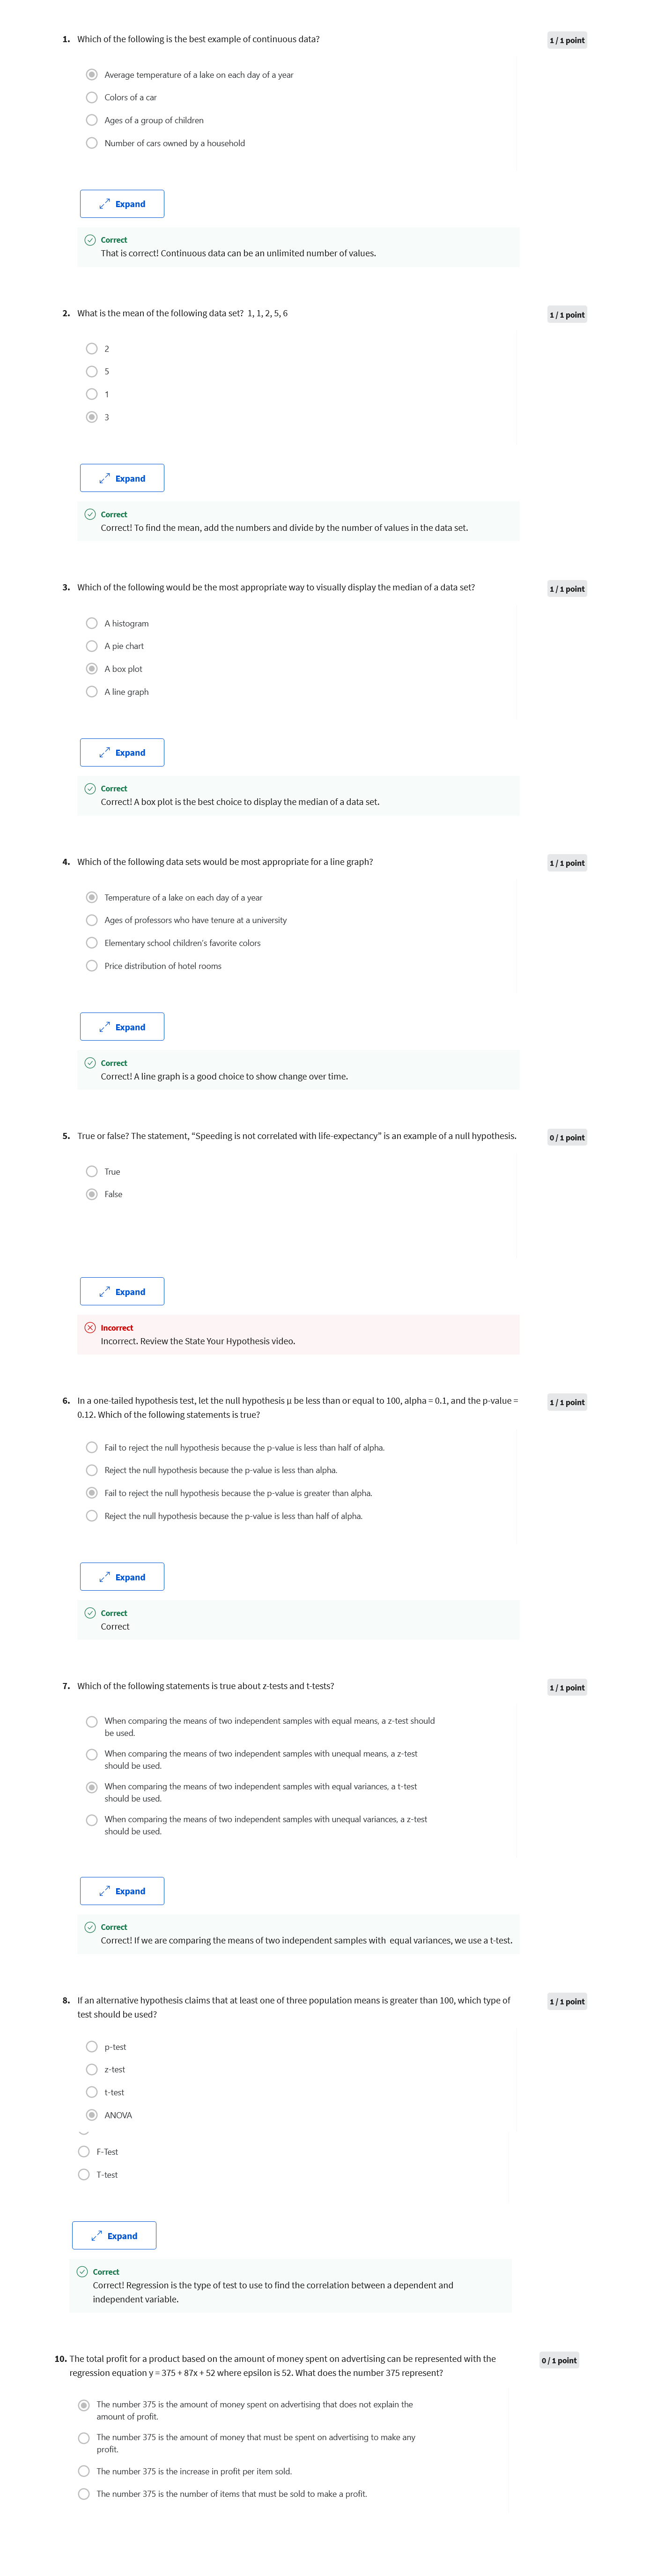 1. Which of the following is the best example of continuous data?
1 / 1 point
Average temperature of a lake on each day of a year
Colors of a car
Ages of a group of children
Number of cars owned by a household
Expand
Correct
That is correct! Continuous data can be an unlimited number of values.
2. What is the mean of the following data set? 1, 1, 2, 5, 6
1 / 1 point
2
5
1
3
Expand
Correct
Correct! To find the mean, add the numbers and divide by the number of values in the data set.
3. Which of the following would be the most appropriate way to visually display the median of a data set?
1 / 1 point
A histogram
A pie chart
A box plot
A line graph
Expand
Correct
Correct! A box plot is the best choice to display the median of a data set.
4. Which of the following data sets would be most appropriate for a line graph?
1 / 1 point
Temperature of a lake on each day of a year
Ages of professors who have tenure at a university
Elementary school children's favorite colors
Price distribution of hotel rooms
Expand
Correct
Correct! A line graph is a good choice to show change over time.
5. True or false? The statement, “Speeding is not correlated with life-expectancy” is an example of a null hypothesis.
0 / 1 point
True
False
Expand
Incorrect
Incorrect. Review the State Your Hypothesis video.
6. In a one-tailed hypothesis test, let the null hypothesis μ be less than or equal to 100, alpha = 0.1, and the p-value =
0.12. Which of the following statements is true?
1 / 1 point
Fail to reject the null hypothesis because the p-value is less than half of alpha.
Reject the null hypothesis because the p-value is less than alpha.
Fail to reject the null hypothesis because the p-value is greater than alpha.
Reject the null hypothesis because the p-value is less than half of alpha.
Expand
Correct
Correct
7. Which of the following statements is true about z-tests and t-tests?
1 / 1 point
When comparing the means of two independent samples with equal means, a z-test should
be used.
When comparing the means of two independent samples with unequal means, a z-test
should be used.
When comparing the means of two independent samples with equal variances, a t-test
should be used.
When comparing the means of two independent samples with unequal variances, a z-test
should be used.
Expand
Correct
Correct! If we are comparing the means of two independent samples with equal variances, we use a t-test.
8. If an alternative hypothesis claims that at least one of three population means is greater than 100, which type of
test should be used?
1 / 1 point
p-test
z-test
t-test
ANOVA
F-Test
T-test
Expand
Correct
Correct! Regression is the type of test to use to find the correlation between a dependent and
independent variable.
10. The total profit for a product based on the amount of money spent on advertising can be represented with the
regression equation y = 375 + 87x + 52 where epsilon is 52. What does the number 375 represent?
0 / 1 point
The number 375 is the amount of money spent on advertising that does not explain the
amount of profit.
The number 375 is the amount of money that must be spent on advertising to make any
profit.
The number 375 is the increase in profit per item sold.
The number 375 is the number of items that must be sold to make a profit.